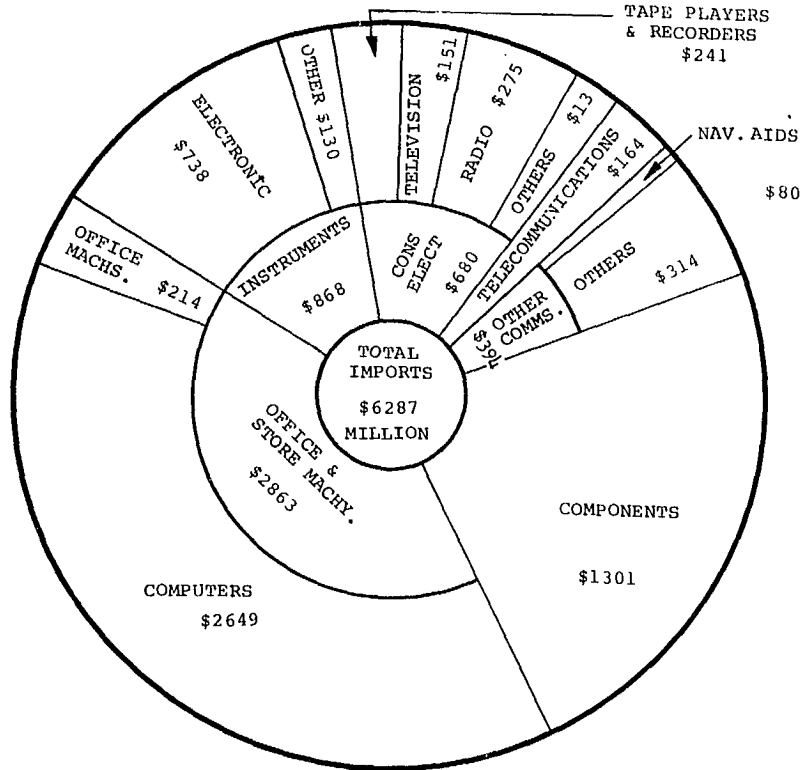 TAPE PLAYERS
& RECORDERS
$241
NAV. AIDS
$80
TELEVISION
$151
RADIO
$275
OTHERS
$13
TELECOMMUNICATIONS
$164
OTHERS
$314
OTHER
COMMS.
$394
OTHER $130
ELECTRONIC
$738
OFFICE
MACHS.
$214
INSTRUMENTS
$868
CONS
ELECT
$680
TOTAL
IMPORTS
$6287
MILLION
OFFICE &
STORE MACHY.
$2863
COMPONENTS
$1301
COMPUTERS
$2649